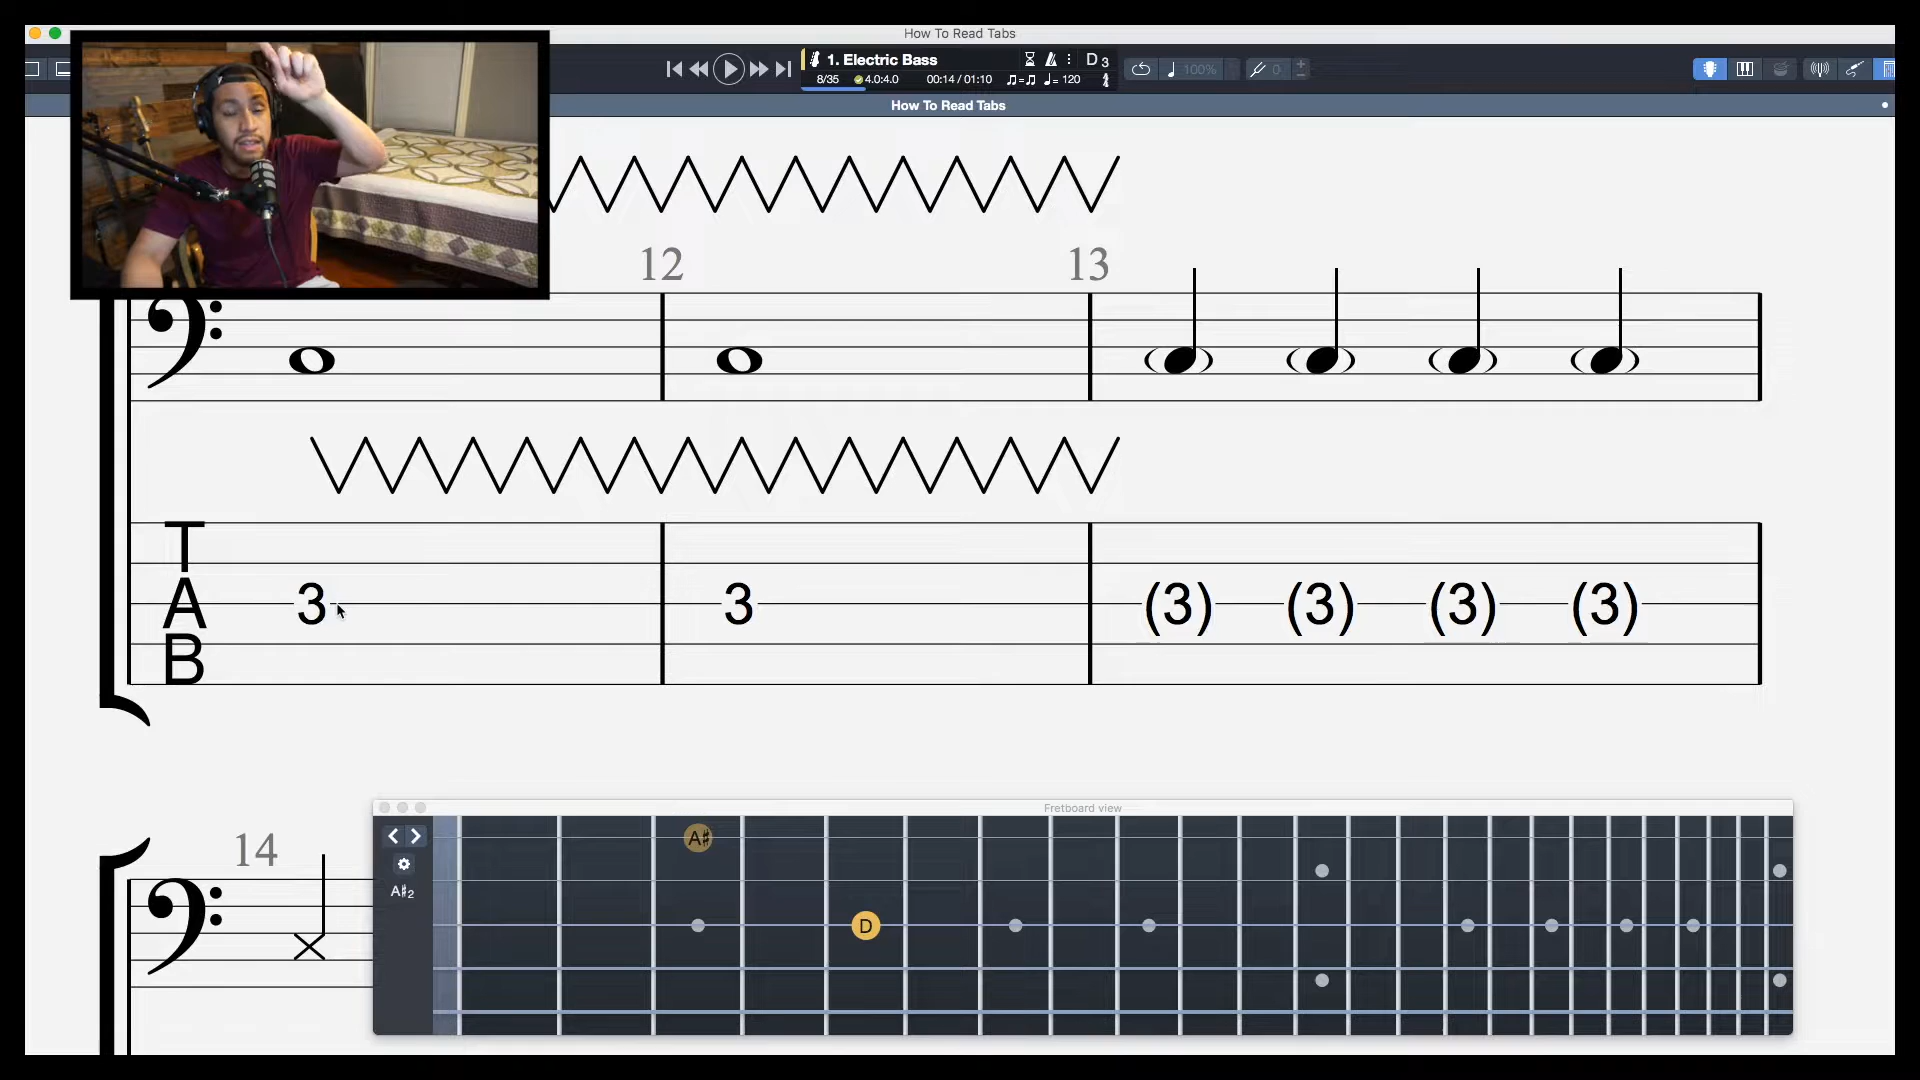 How To Read Tabs
1. Electric Bass
D 3
8/35 4.0:4.0 00:14 / 01:10 = 120
100%
0
How To Read Tabs
12 13
T
A
B
3 3 (3) (3) (3) (3)
14
Fretboard view
A♯
A♯2
D